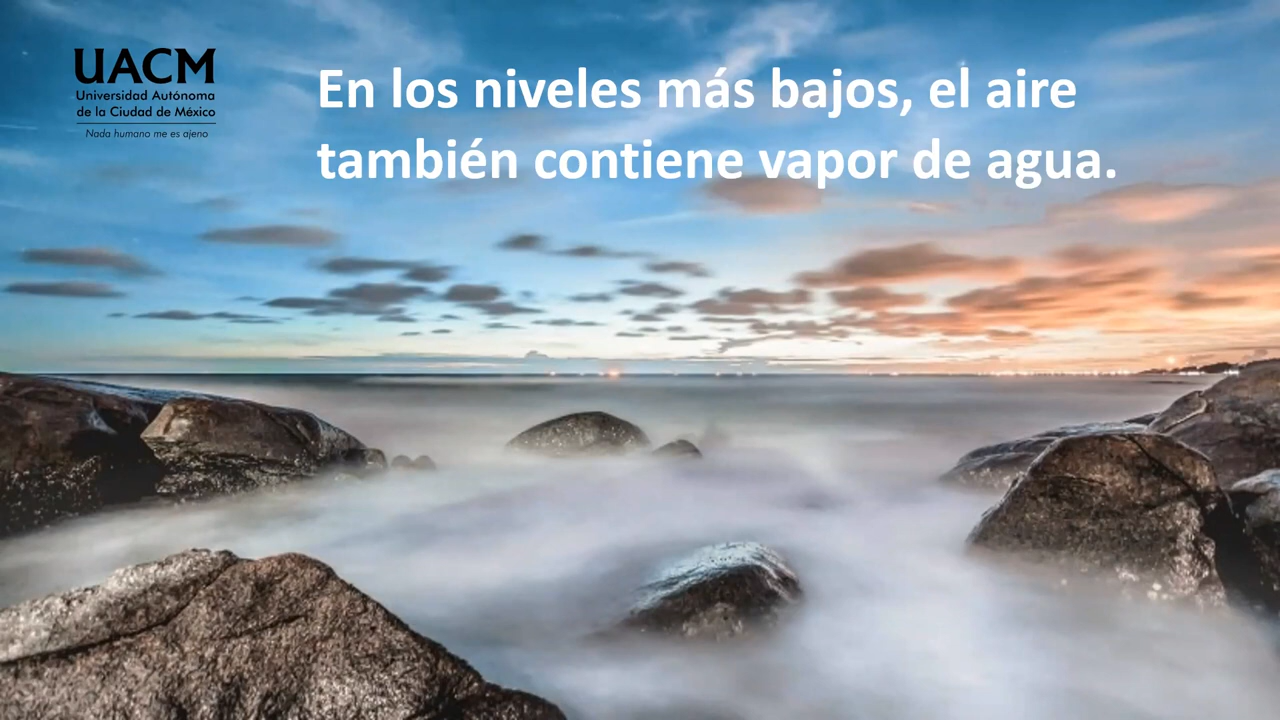 UACM
Universidad Autónoma
de la Ciudad de México
Nada humano me es ajeno
En los niveles más bajos, el aire
también contiene vapor de agua.